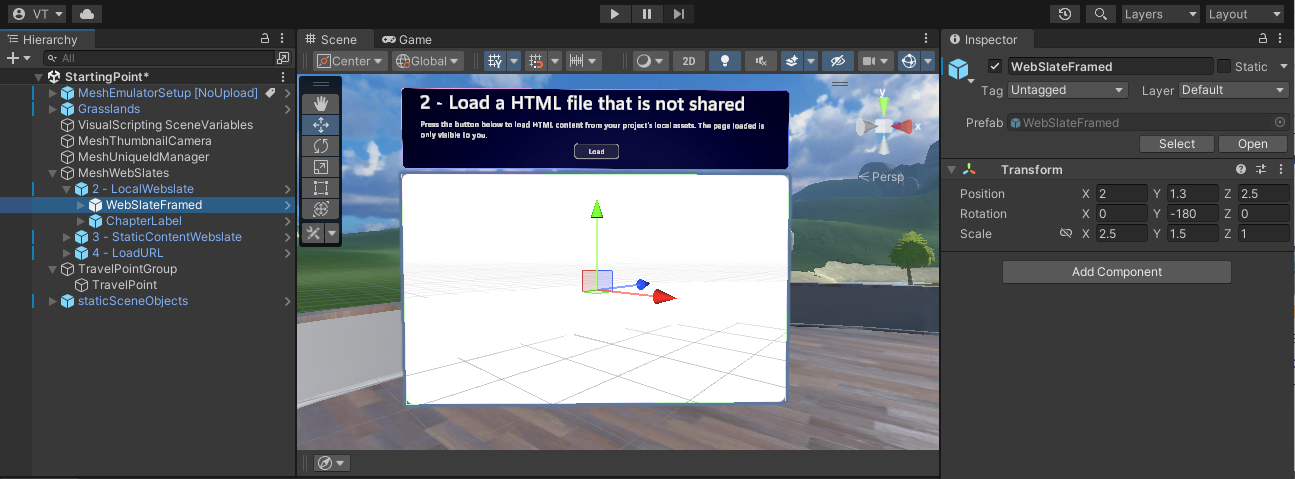 VT
Layers
Layout
Hierarchy
All
StartingPoint*
MeshEmulatorSetup [NoUpload]
Grasslands
VisualScripting SceneVariables
MeshThumbnailCamera
MeshUniqueIdManager
MeshWebSlates
2 - LocalWebslate
WebSlateFramed
ChapterLabel
3 - StaticContentWebslate
4 - LoadURL
TravelPointGroup
TravelPoint
staticSceneObjects
Scene
Game
Center
Global
2D
2 - Load a HTML file that is not shared
Press the button below to load HTML content from your project's local assets. The page loaded is
only visible to you.
Load
y
x
Persp
Inspector
WebSlateFramed
Static
Tag Untagged
Layer Default
Prefab WebSlateFramed
Select
Open
Transform
Position X 2 Y 1.3 Z 2.5
Rotation X 0 Y -180 Z 0
Scale X 2.5 Y 1.5 Z 1
Add Component